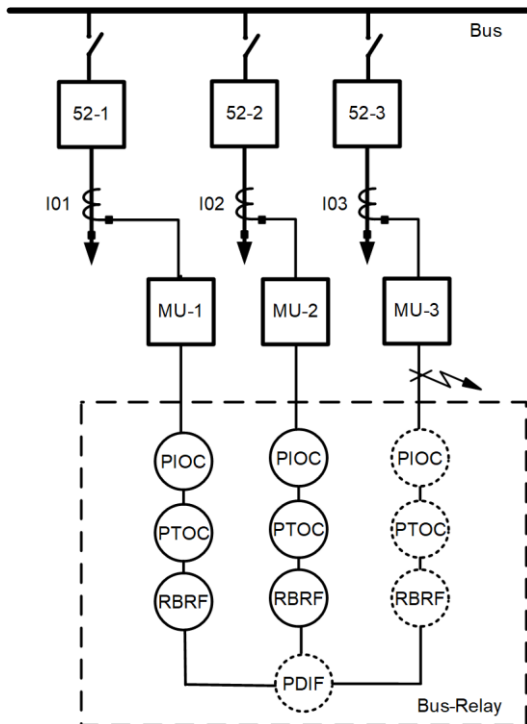 Bus
52-1
52-2
52-3
I01
I02
I03
MU-1
MU-2
MU-3
PIOC
PIOC
PIOC
PTOC
PTOC
PTOC
RBRF
RBRF
RBRF
PDIF
Bus-Relay